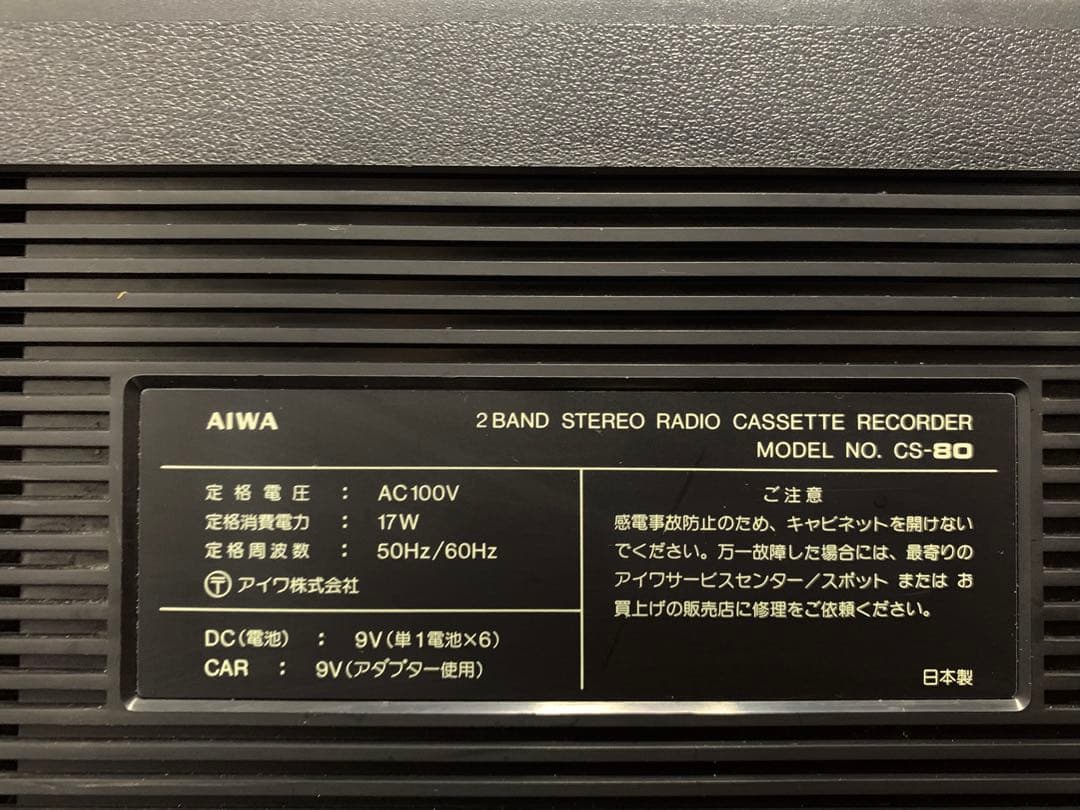 AIWA
2 BAND STEREO RADIO CASSETTE RECORDER
MODEL NO. CS-80
定格電圧 : AC100V
定格消費電力 : 17W
定格周波数 : 50Hz/60Hz
〒 アイワ株式会社
DC(電池) : 9V(単1電池×6)
CAR : 9V(アダプター使用)
ご注意
感電事故防止のため、キャビネットを開けない
でください。万一故障した場合には、最寄りの
アイワサービスセンター/スポット または お
買上げの販売店に修理をご依頼ください。
日本製